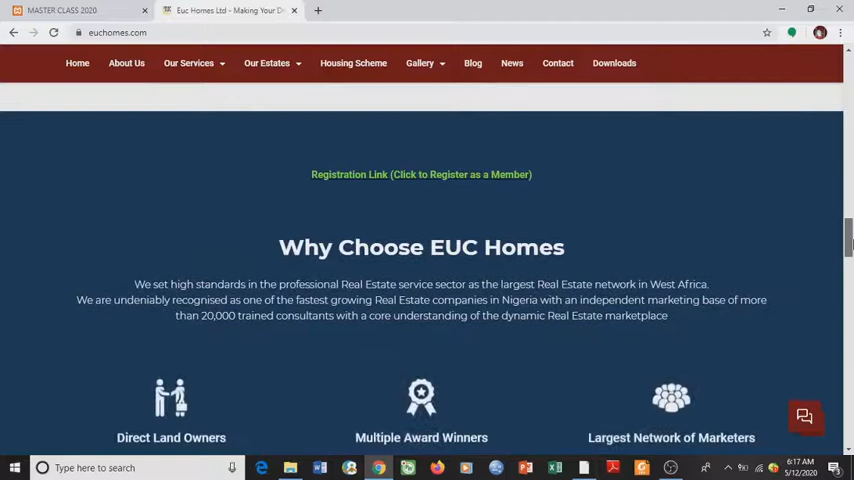 MASTER CLASS 2020
Euc Homes Ltd - Making Your D
euchomes.com
Home About Us Our Services Our Estates Housing Scheme Gallery Blog News Contact Downloads
Registration Link (Click to Register as a Member)
Why Choose EUC Homes
We set high standards in the professional Real Estate service sector as the largest Real Estate network in West Africa.
We are undeniably recognised as one of the fastest growing Real Estate companies in Nigeria with an independent marketing base of more
than 20,000 trained consultants with a core understanding of the dynamic Real Estate marketplace
Direct Land Owners Multiple Award Winners Largest Network of Marketers
Type here to search
6:17 AM
5/12/2020